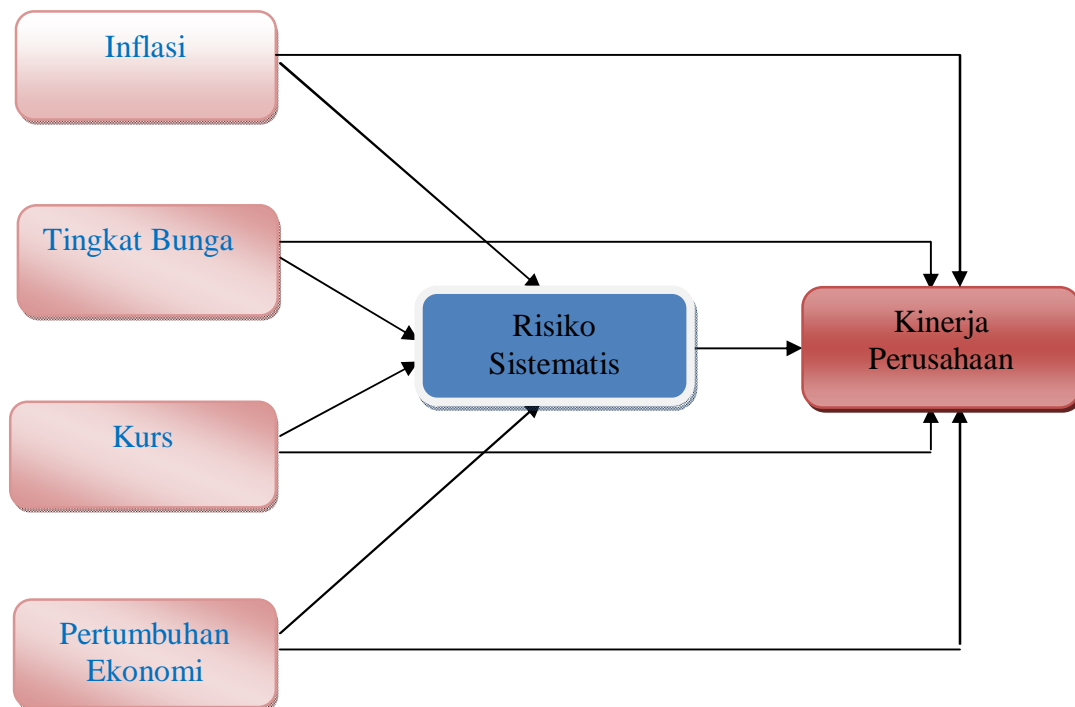 Inflasi
Tingkat Bunga
Risiko
Sistematis
Kinerja
Perusahaan
Kurs
Pertumbuhan
Ekonomi